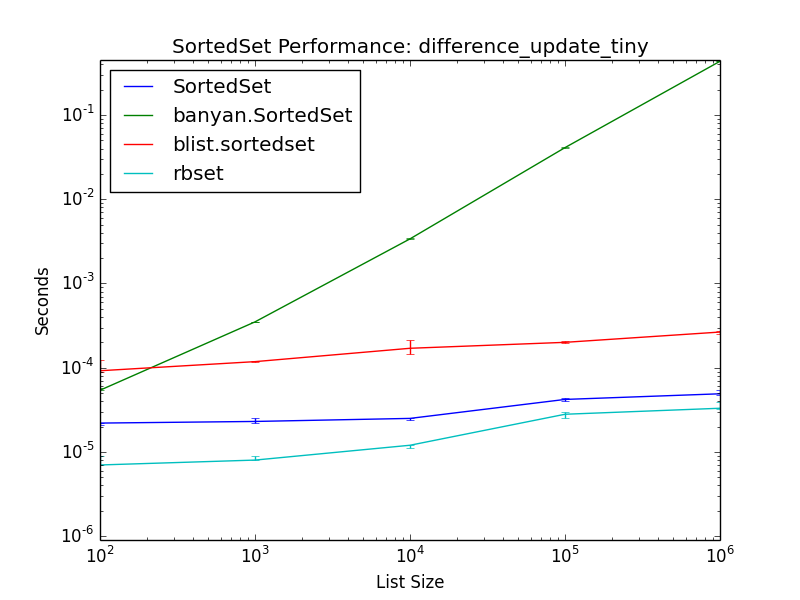 SortedSet Performance: difference_update_tiny
SortedSet
banyan.SortedSet
blist.sortedset
rbset
Seconds
10^-1
10^-2
10^-3
10^-4
10^-5
10^-6
10^2 10^3 10^4 10^5 10^6
List Size